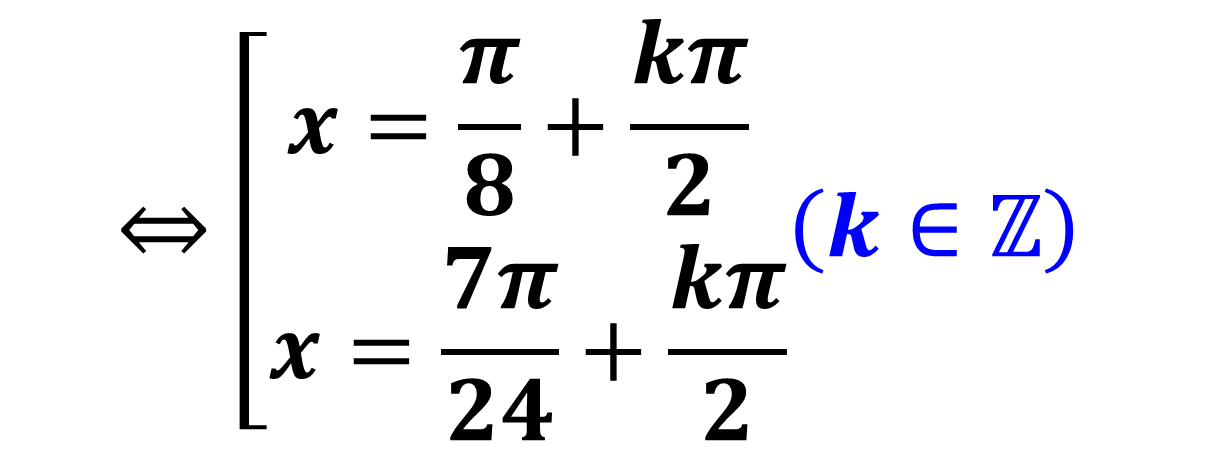 ⇔ [ x = π/8 + kπ/2
x = 7π/24 + kπ/2 (k ∈ ℤ)